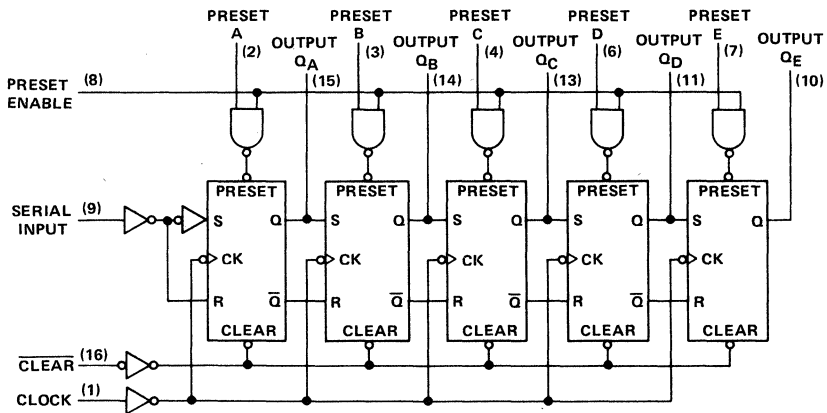 PRESET PRESET PRESET PRESET PRESET
A B C D E
(2) (3) (4) (6) (7)
OUTPUT OUTPUT OUTPUT OUTPUT OUTPUT
QA QB QC QD QE
(15) (14) (13) (11) (10)
PRESET (8)
ENABLE
PRESET PRESET PRESET PRESET PRESET
SERIAL (9)
INPUT
S Q S Q S Q S Q S Q
CK CK CK CK CK
R Q̅ R Q̅ R Q̅ R Q̅ R
CLEAR CLEAR CLEAR CLEAR CLEAR
C̅L̅E̅A̅R̅ (16)
CLOCK (1)